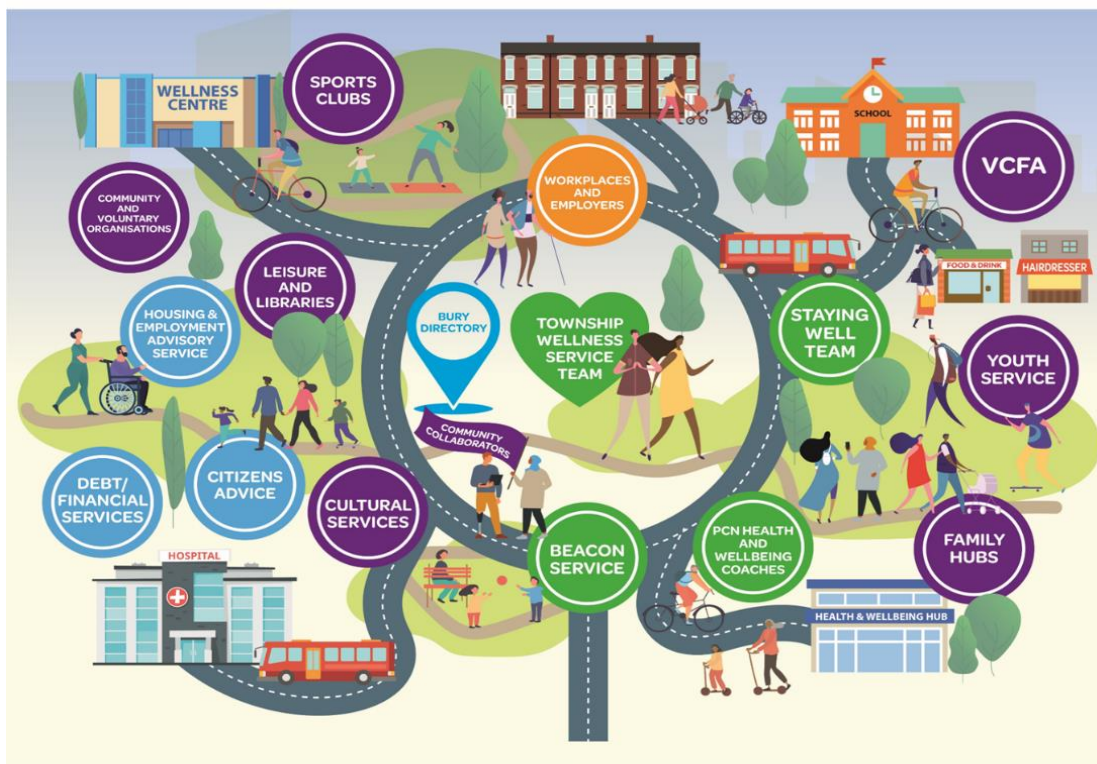 WELLNESS
CENTRE
SPORTS
CLUBS
SCHOOL
VCFA
WORKPLACES
AND
EMPLOYERS
COMMUNITY
AND
VOLUNTARY
ORGANISATIONS
LEISURE
AND
LIBRARIES
FOOD & DRINK
HAIRDRESSER
HOUSING &
EMPLOYMENT
ADVISORY
SERVICE
BURY
DIRECTORY
TOWNSHIP
WELLNESS
SERVICE
TEAM
STAYING
WELL
TEAM
YOUTH
SERVICE
COMMUNITY
COLLABORATORS
DEBT/
FINANCIAL
SERVICES
CITIZENS
ADVICE
CULTURAL
SERVICES
BEACON
SERVICE
PCN HEALTH
AND
WELLBEING
COACHES
FAMILY
HUBS
HOSPITAL
HEALTH & WELLBEING HUB